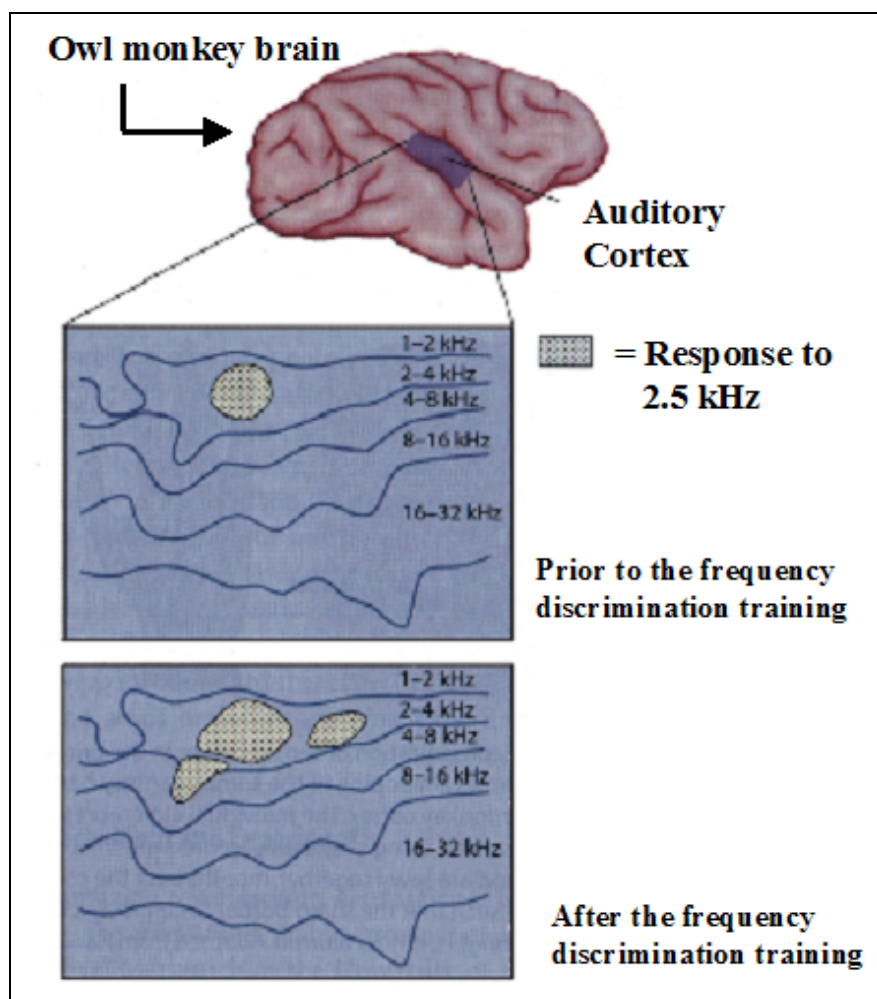 Owl monkey brain
Auditory
Cortex
= Response to
2.5 kHz
1–2 kHz
2–4 kHz
4–8 kHz
8–16 kHz
16–32 kHz
Prior to the frequency
discrimination training
1–2 kHz
2–4 kHz
4–8 kHz
8–16 kHz
16–32 kHz
After the frequency
discrimination training